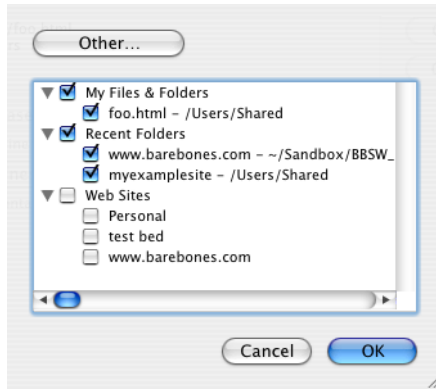 Other...
My Files & Folders
foo.html – /Users/Shared
Recent Folders
www.barebones.com – ~/Sandbox/BBSW_
myexamplesite – /Users/Shared
Web Sites
Personal
test bed
www.barebones.com
Cancel
OK